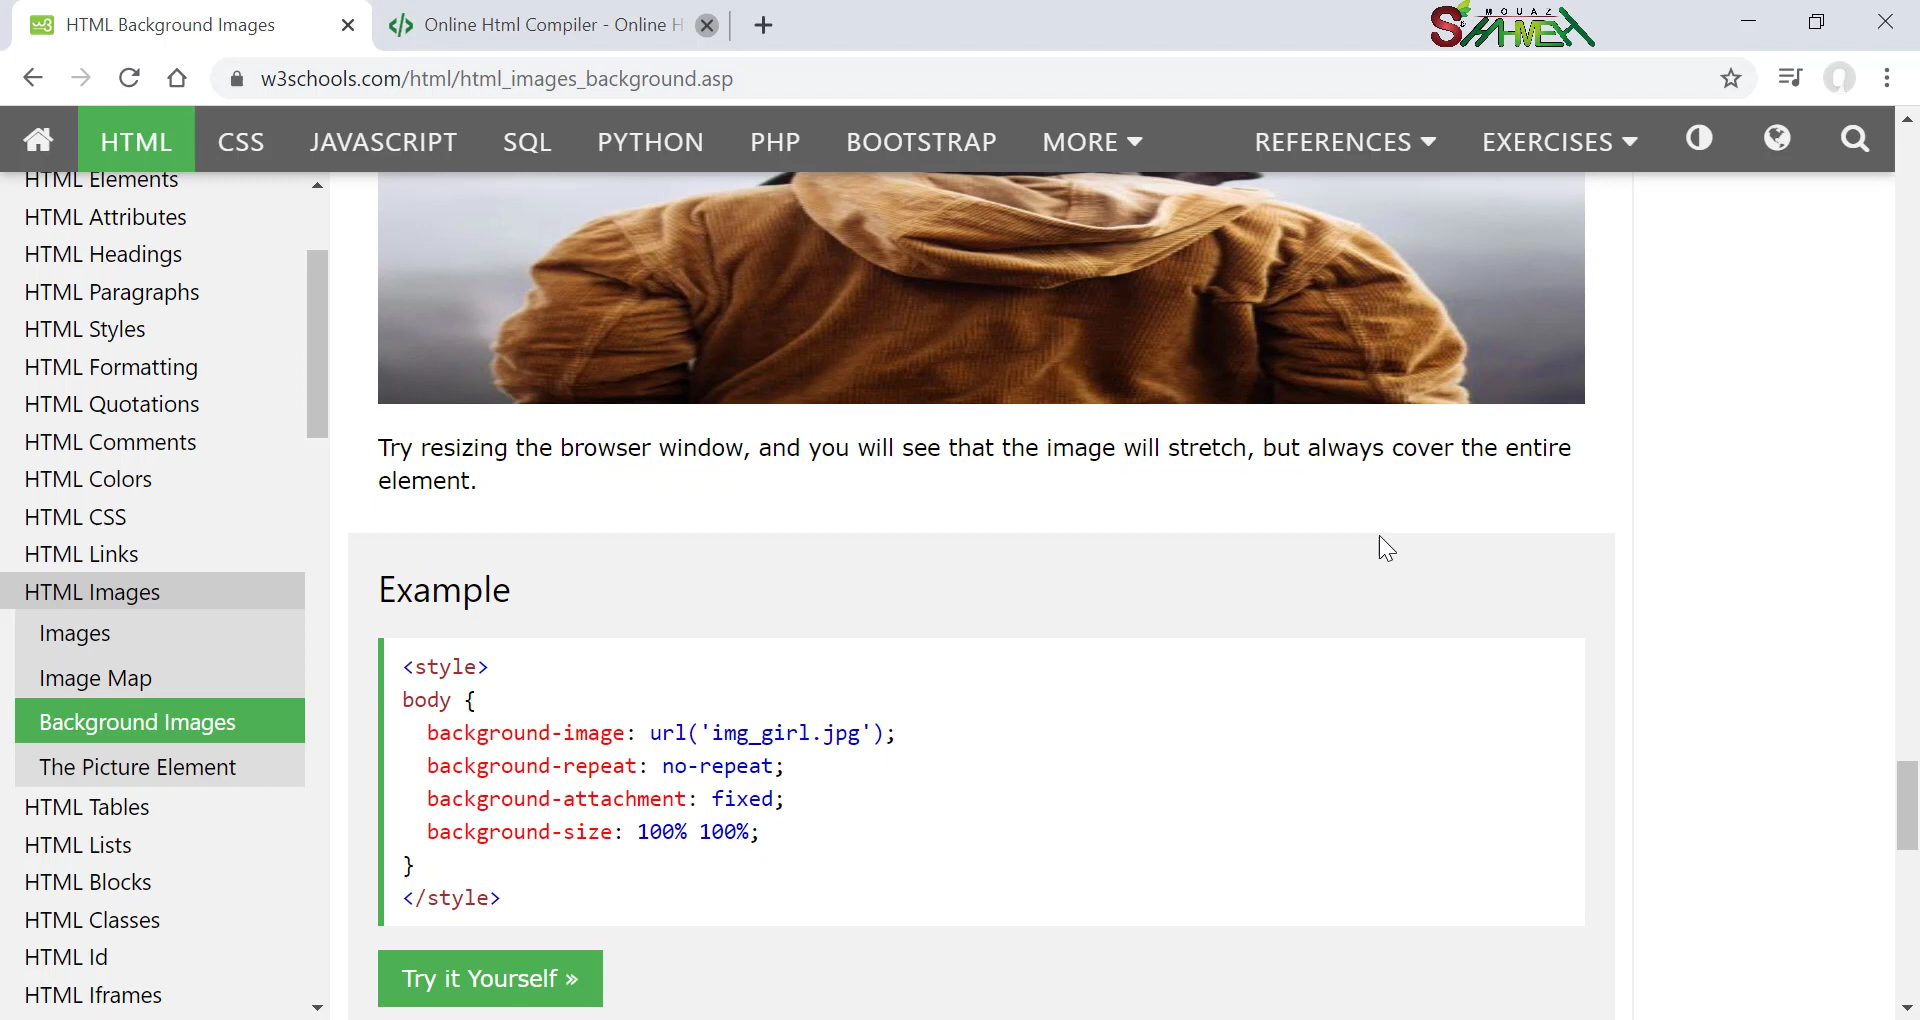 HTML Background Images
Online Html Compiler - Online H
MOUAZ
w3schools.com/html/html_images_background.asp
HTML CSS JAVASCRIPT SQL PYTHON PHP BOOTSTRAP MORE REFERENCES EXERCISES
HTML Elements
HTML Attributes
HTML Headings
HTML Paragraphs
HTML Styles
HTML Formatting
HTML Quotations
HTML Comments
HTML Colors
HTML CSS
HTML Links
HTML Images
Images
Image Map
Background Images
The Picture Element
HTML Tables
HTML Lists
HTML Blocks
HTML Classes
HTML Id
HTML Iframes
Try resizing the browser window, and you will see that the image will stretch, but always cover the entire
element.
Example
<style>
body {
  background-image: url('img_girl.jpg');
  background-repeat: no-repeat;
  background-attachment: fixed;
  background-size: 100% 100%;
}
</style>
Try it Yourself »